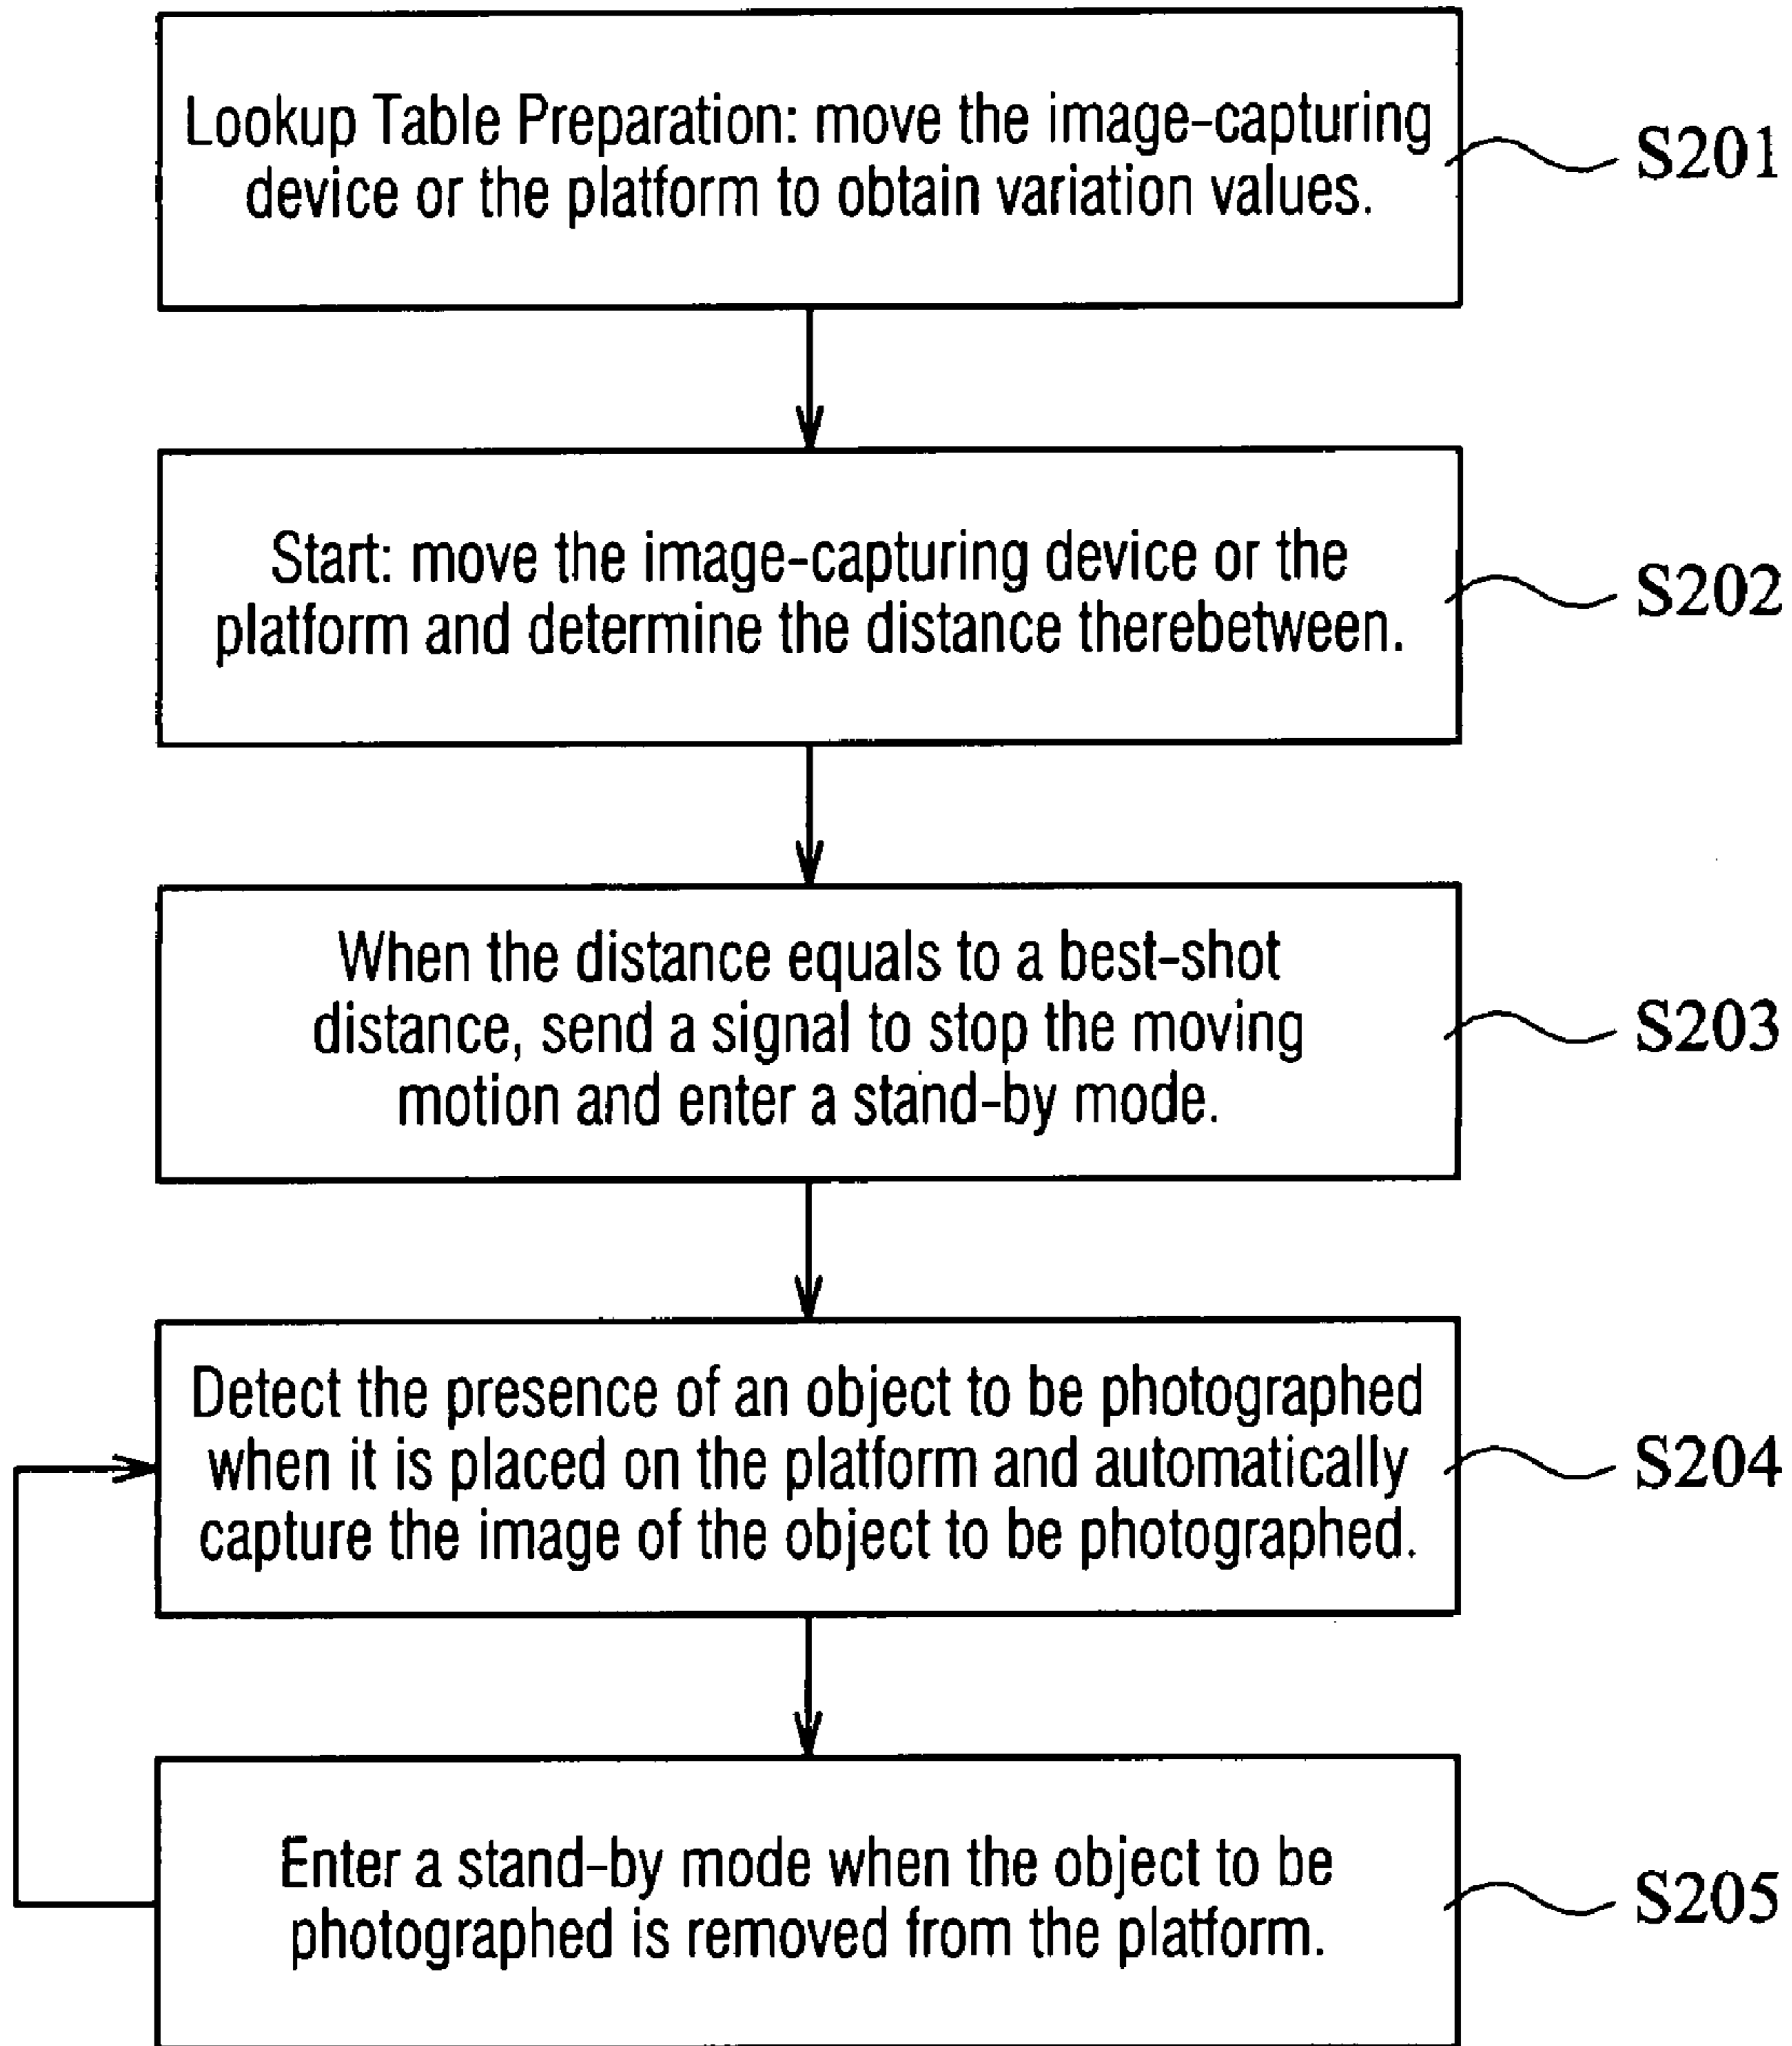 Lookup Table Preparation: move the image-capturing
device or the platform to obtain variation values.
S201
Start: move the image-capturing device or the
platform and determine the distance therebetween.
S202
When the distance equals to a best-shot
distance, send a signal to stop the moving
motion and enter a stand-by mode.
S203
Detect the presence of an object to be photographed
when it is placed on the platform and automatically
capture the image of the object to be photographed.
S204
Enter a stand-by mode when the object to be
photographed is removed from the platform.
S205